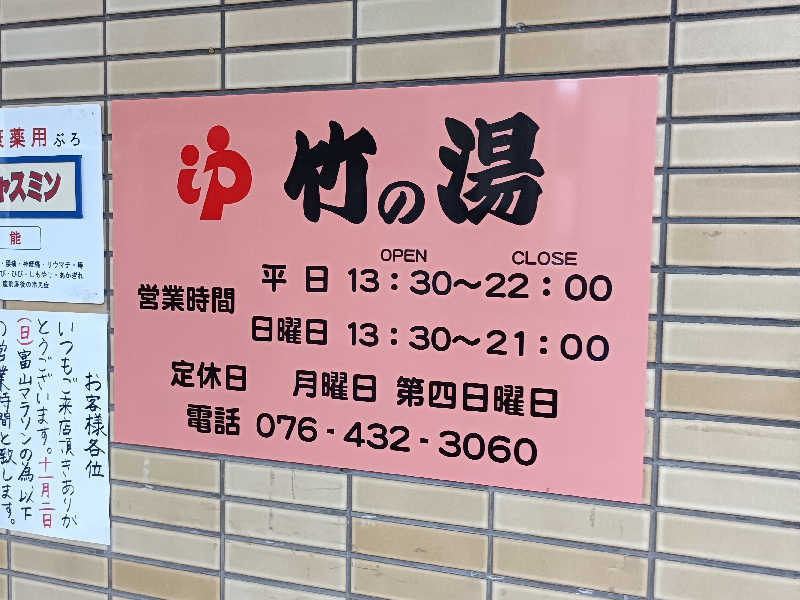 竹の湯
OPEN CLOSE
営業時間
平日 13:30～22:00
日曜日 13:30～21:00
定休日 月曜日 第四日曜日
電話 076-432-3060
薬用ぶろ
ャスミン
能
お客様各位
いつもご来店頂きありが
とうございます。十一月二日
(日)富山マラソンの為、以下
の営業時間と致します。